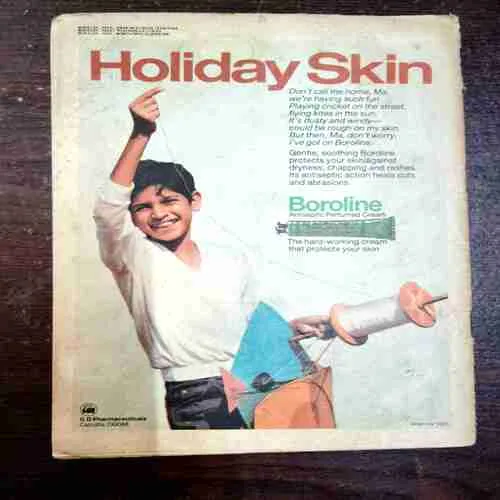 Holiday Skin
Don't call me home, Ma,
we're having such fun
Playing cricket on the street,
flying kites in the sun.
It's dusty and windy—
could be rough on my skin
But then, Ma, don't worry:
I've got on Boroline.
Gentle, soothing Boroline
protects your skin against
dryness, chapping and rashes.
Its antiseptic action heals cuts
and abrasions.
Boroline
Antiseptic Perfumed Cream
The hard-working cream
that protects your skin
G D Pharmaceuticals
Calcutta 700088